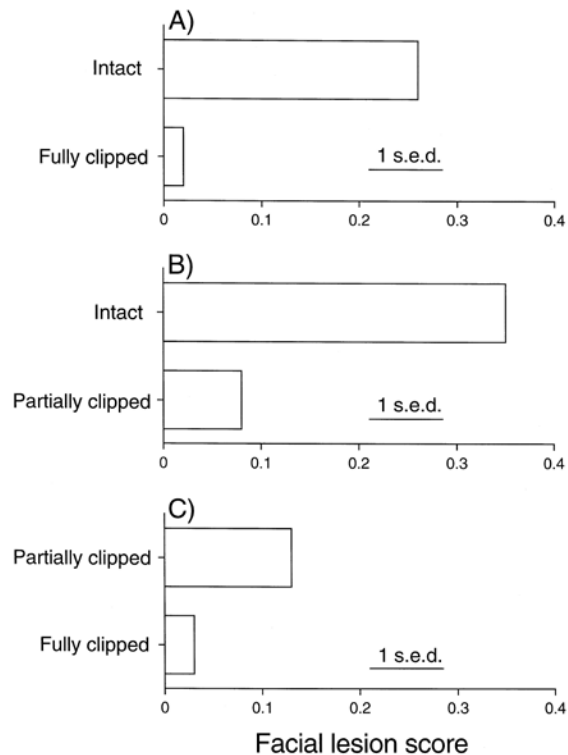 A)
Intact
Fully clipped
1 s.e.d.
0 0.1 0.2 0.3 0.4
B)
Intact
Partially clipped
1 s.e.d.
0 0.1 0.2 0.3 0.4
C)
Partially clipped
Fully clipped
1 s.e.d.
0 0.1 0.2 0.3 0.4
Facial lesion score